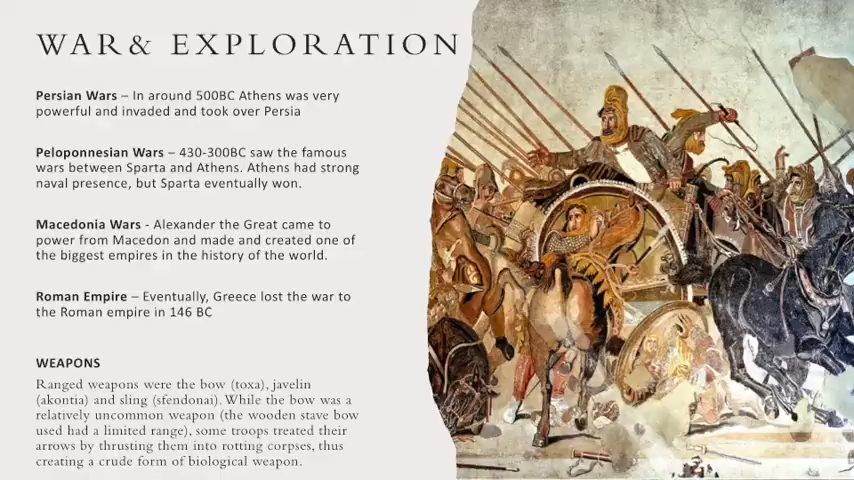 WAR& EXPLORATION
Persian Wars – In around 500BC Athens was very
powerful and invaded and took over Persia
Peloponnesian Wars – 430-300BC saw the famous
wars between Sparta and Athens. Athens had strong
naval presence, but Sparta eventually won.
Macedonia Wars - Alexander the Great came to
power from Macedon and made and created one of
the biggest empires in the history of the world.
Roman Empire – Eventually, Greece lost the war to
the Roman empire in 146 BC
WEAPONS
Ranged weapons were the bow (toxa), javelin
(akontia) and sling (sfendonai). While the bow was a
relatively uncommon weapon (the wooden stave bow
used had a limited range), some troops treated their
arrows by thrusting them into rotting corpses, thus
creating a crude form of biological weapon.